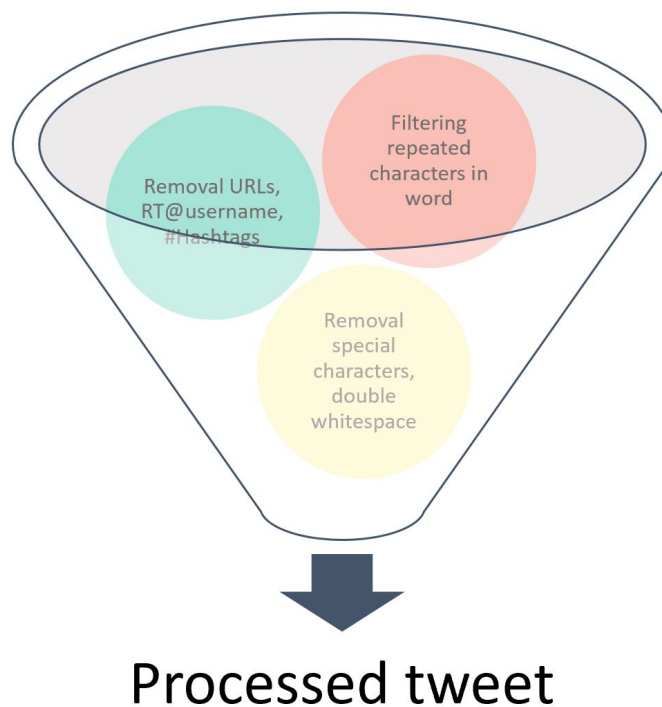 Filtering
repeated
characters in
word
Removal URLs,
RT@username,
#Hashtags
Removal
special
characters,
double
whitespace
Processed tweet